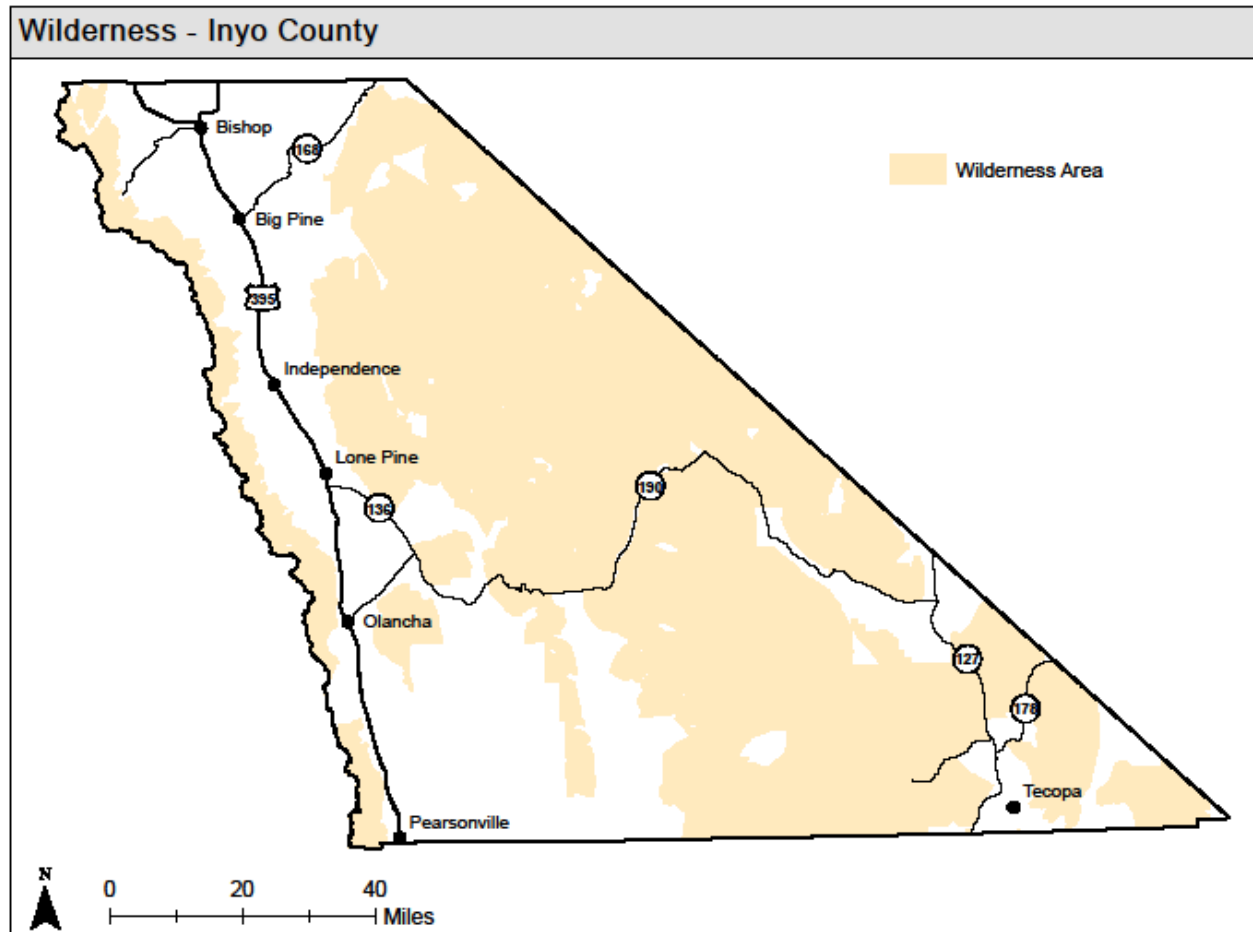 Wilderness - Inyo County
Bishop
168
Wilderness Area
Big Pine
395
Independence
Lone Pine
190
136
Olancha
127
178
Tecopa
Pearsonville
N
0 20 40
Miles